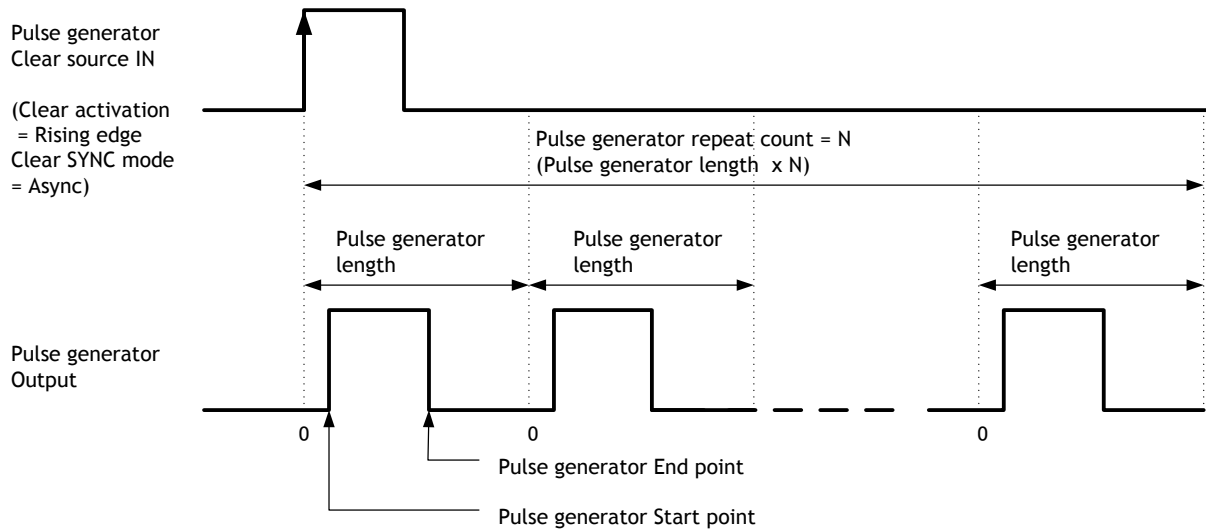 Pulse generator
Clear source IN
(Clear activation
= Rising edge
Clear SYNC mode
= Async)
Pulse generator repeat count = N
(Pulse generator length x N)
Pulse generator
length
Pulse generator
length
Pulse generator
length
Pulse generator
Output
0
0
0
Pulse generator End point
Pulse generator Start point